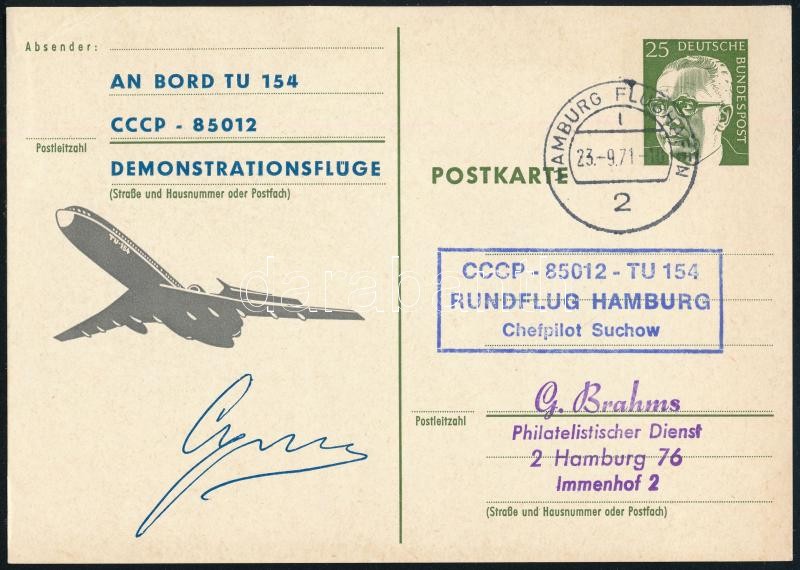 Absender:
AN BORD TU 154
CCCP - 85012
Postleitzahl
DEMONSTRATIONSFLÜGE
(Straße und Hausnummer oder Postfach)
TU-154
25 DEUTSCHE
BUNDESPOST
HAMBURG FLUGHAFEN
23.-9.71-
2
POSTKARTE
CCCP - 85012 - TU 154
RUNDFLUG HAMBURG
Chefpilot Suchow
G. Brahms
Postleitzahl
Philatelistischer Dienst
2 Hamburg 76
Immenhof 2
(Straße und Hausnummer oder Postfach)